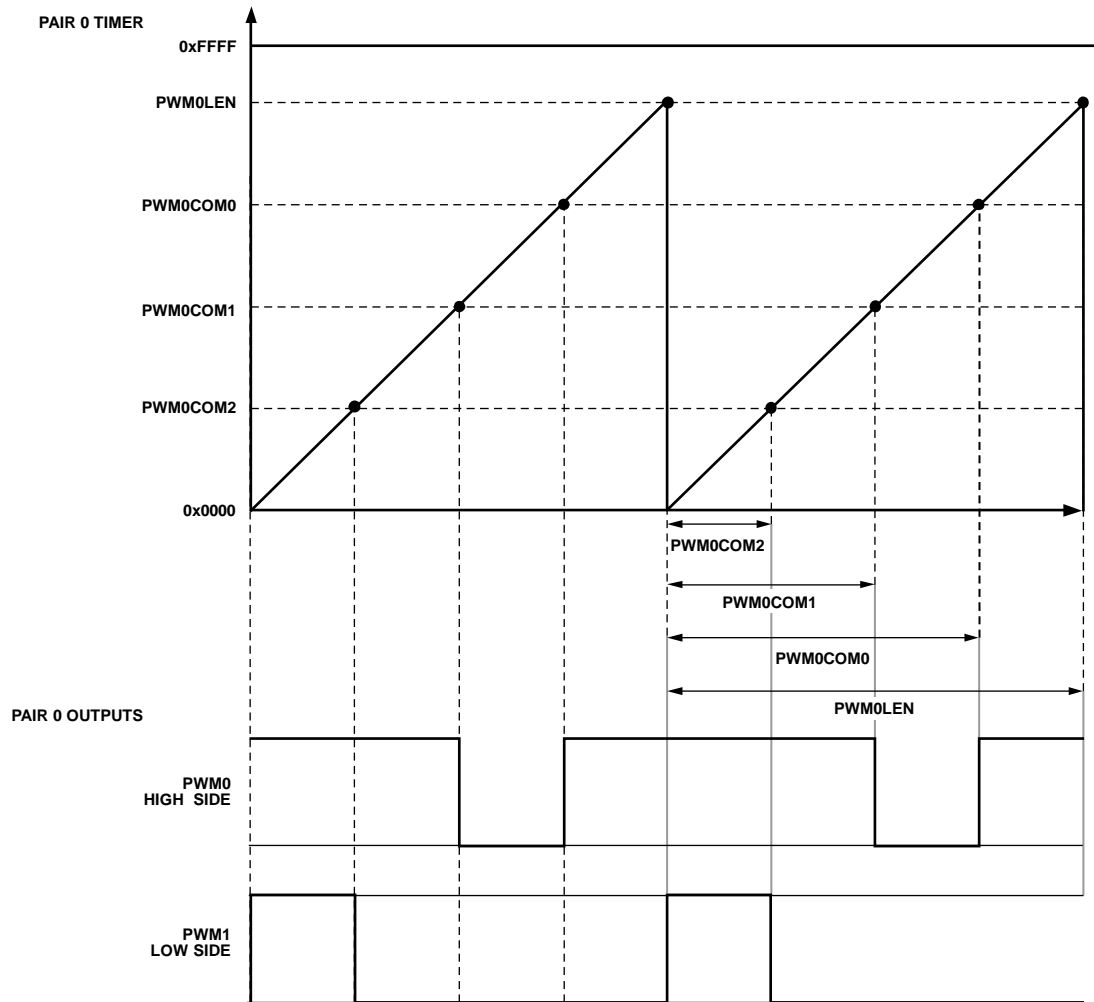 PAIR 0 TIMER
0xFFFF
PWM0LEN
PWM0COM0
PWM0COM1
PWM0COM2
0x0000
PWM0COM2
PWM0COM1
PWM0COM0
PWM0LEN
PAIR 0 OUTPUTS
PWM0
HIGH SIDE
PWM1
LOW SIDE